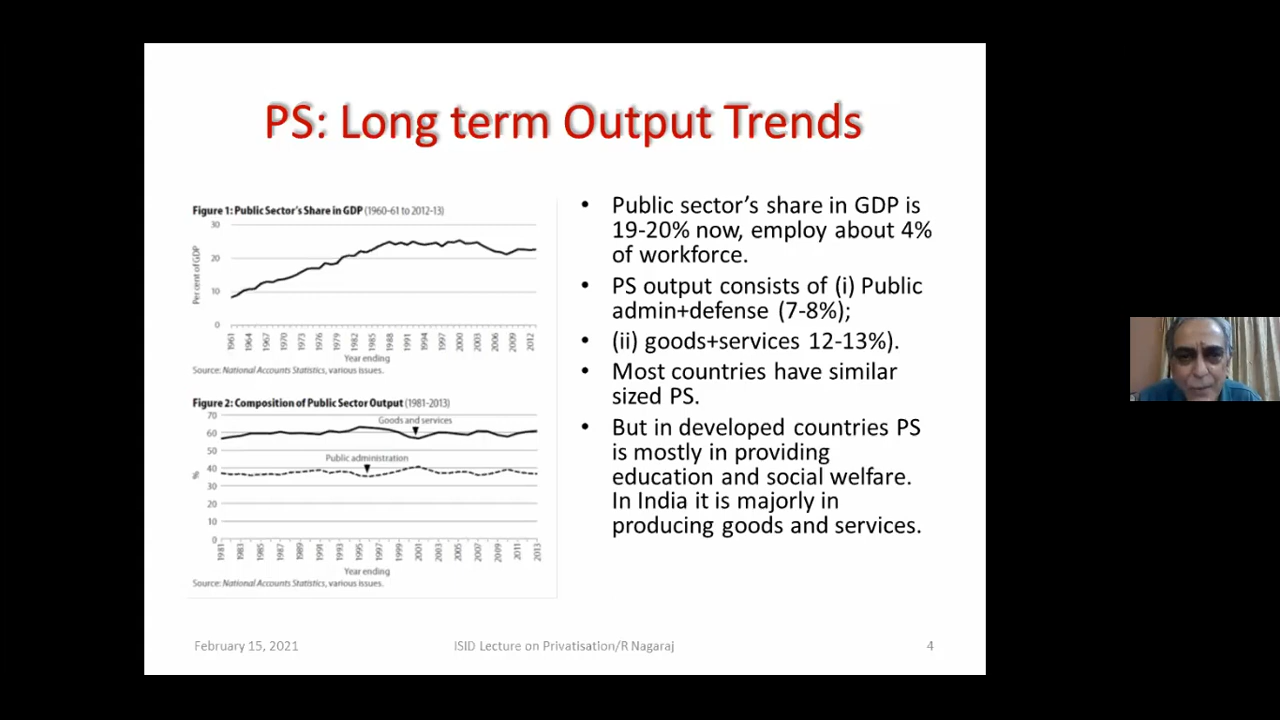 PS: Long term Output Trends
Figure 1: Public Sector's Share in GDP (1960–61 to 2012-13)
30
20
10
0
Per cent of GDP
1961 1964 1967 1970 1973 1976 1979 1982 1985 1988 1991 1994 1997 2000 2003 2006 2009 2012
Year ending
Source: National Accounts Statistics, various issues.
Figure 2: Composition of Public Sector Output (1981-2013)
70
60
50
40
30
20
10
0
%
Goods and services
Public administration
1981 1983 1985 1987 1989 1991 1993 1995 1997 1999 2001 2003 2005 2007 2009 2011 2013
Year ending
Source: National Accounts Statistics, various issues.
• Public sector’s share in GDP is
19-20% now, employ about 4%
of workforce.
• PS output consists of (i) Public
admin+defense (7-8%);
• (ii) goods+services 12-13%).
• Most countries have similar
sized PS.
• But in developed countries PS
is mostly in providing
education and social welfare.
In India it is majorly in
producing goods and services.
February 15, 2021
ISID Lecture on Privatisation/R Nagaraj
4